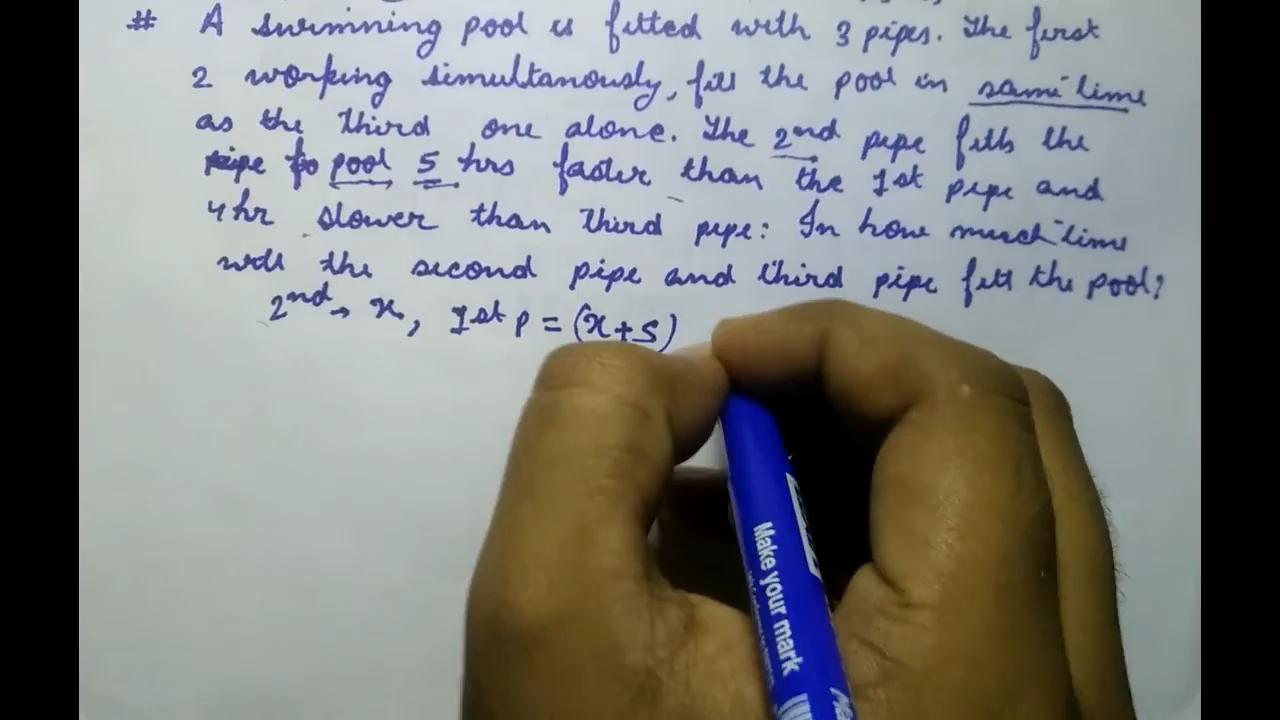 # A swimming pool is fitted with 3 pipes. The first
2 working simultanously, fill the pool in same time
as the third one alone. The 2nd pipe fills the
pool 5 hrs faster than the 1st pipe and
4hr slower than third pipe: In how much time
will the second pipe and third pipe fill the pool?
2nd → x, 1st p = (x+5)
Make your mark